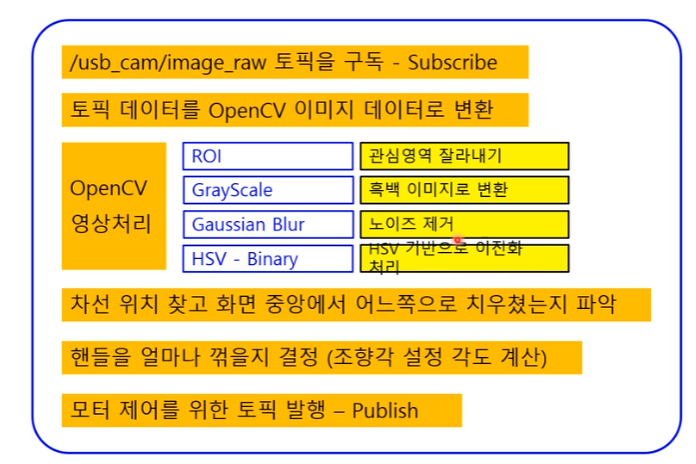 /usb_cam/image_raw 토픽을 구독 - Subscribe
토픽 데이터를 OpenCV 이미지 데이터로 변환
OpenCV
영상처리
ROI
관심영역 잘라내기
GrayScale
흑백 이미지로 변환
Gaussian Blur
노이즈 제거
HSV - Binary
HSV 기반으로 이진화
처리
차선 위치 찾고 화면 중앙에서 어느쪽으로 치우쳤는지 파악
핸들을 얼마나 꺾을지 결정 (조향각 설정 각도 계산)
모터 제어를 위한 토픽 발행 – Publish